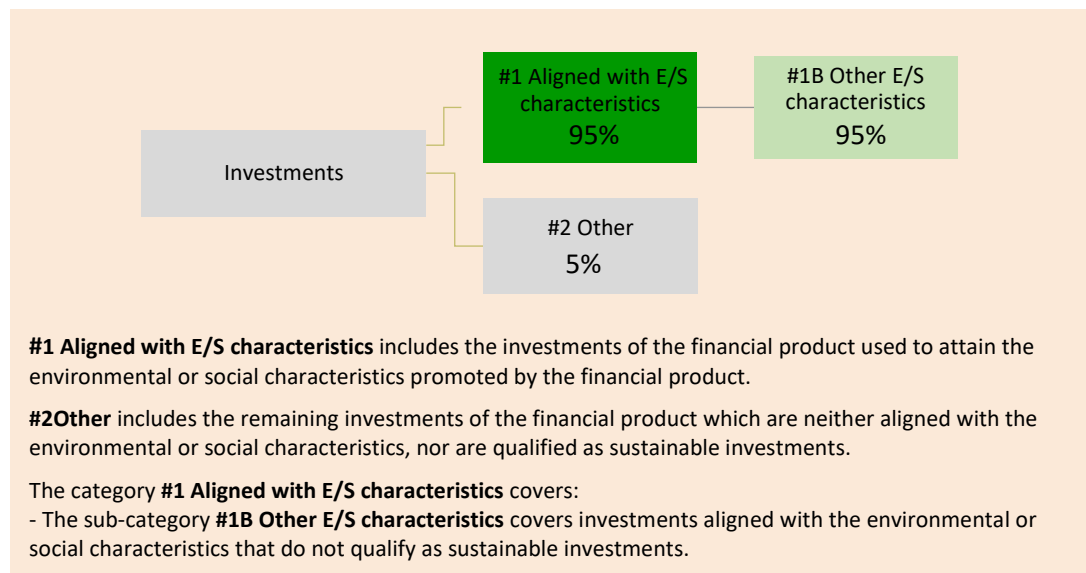 #1 Aligned with E/S
characteristics
95%
#1B Other E/S
characteristics
95%
Investments
#2 Other
5%
#1 Aligned with E/S characteristics includes the investments of the financial product used to attain the
environmental or social characteristics promoted by the financial product.
#2Other includes the remaining investments of the financial product which are neither aligned with the
environmental or social characteristics, nor are qualified as sustainable investments.
The category #1 Aligned with E/S characteristics covers:
- The sub-category #1B Other E/S characteristics covers investments aligned with the environmental or
social characteristics that do not qualify as sustainable investments.